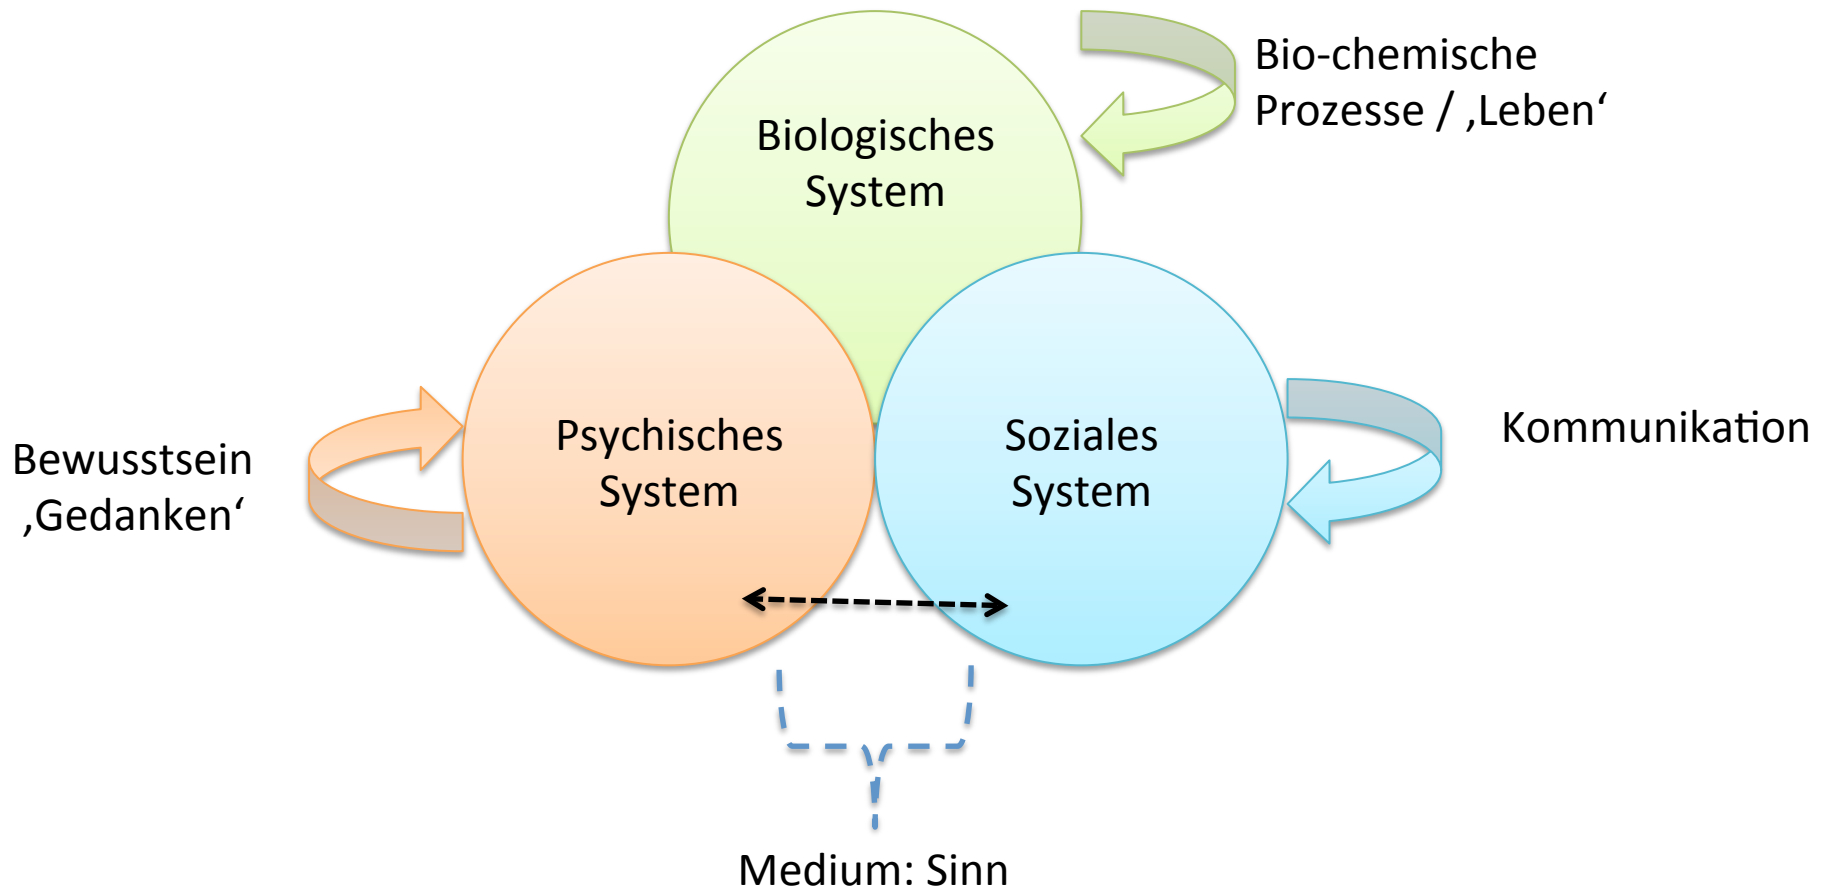 Bio-chemische
Prozesse / ‚Leben‘
Biologisches
System
Psychisches
System
Soziales
System
Kommunikation
Bewusstsein
‚Gedanken‘
Medium: Sinn